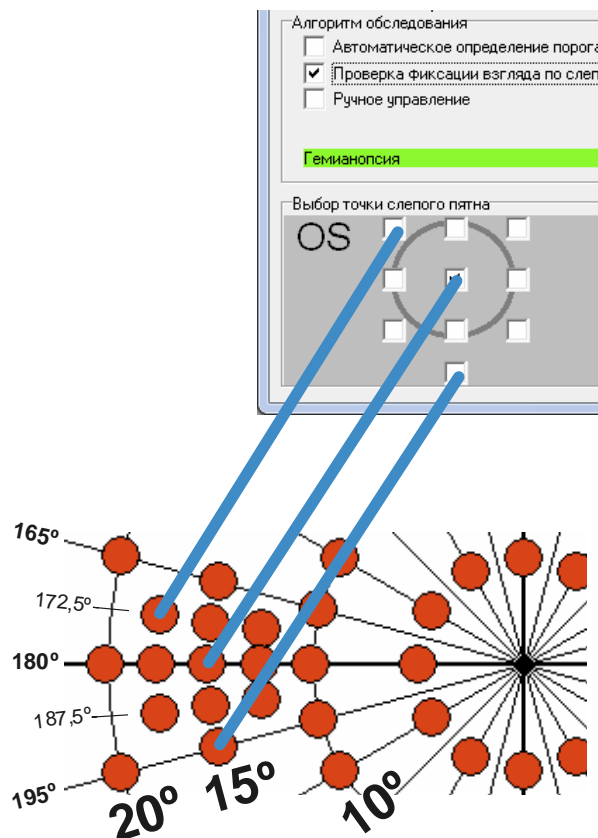 Алгоритм обследования
Автоматическое определение порога
Проверка фиксации взгляда по слеп
Ручное управление
Гемианопсия
Выбор точки слепого пятна
OS
165º
172,5º
180º
187,5º
195º
20º 15º 10º